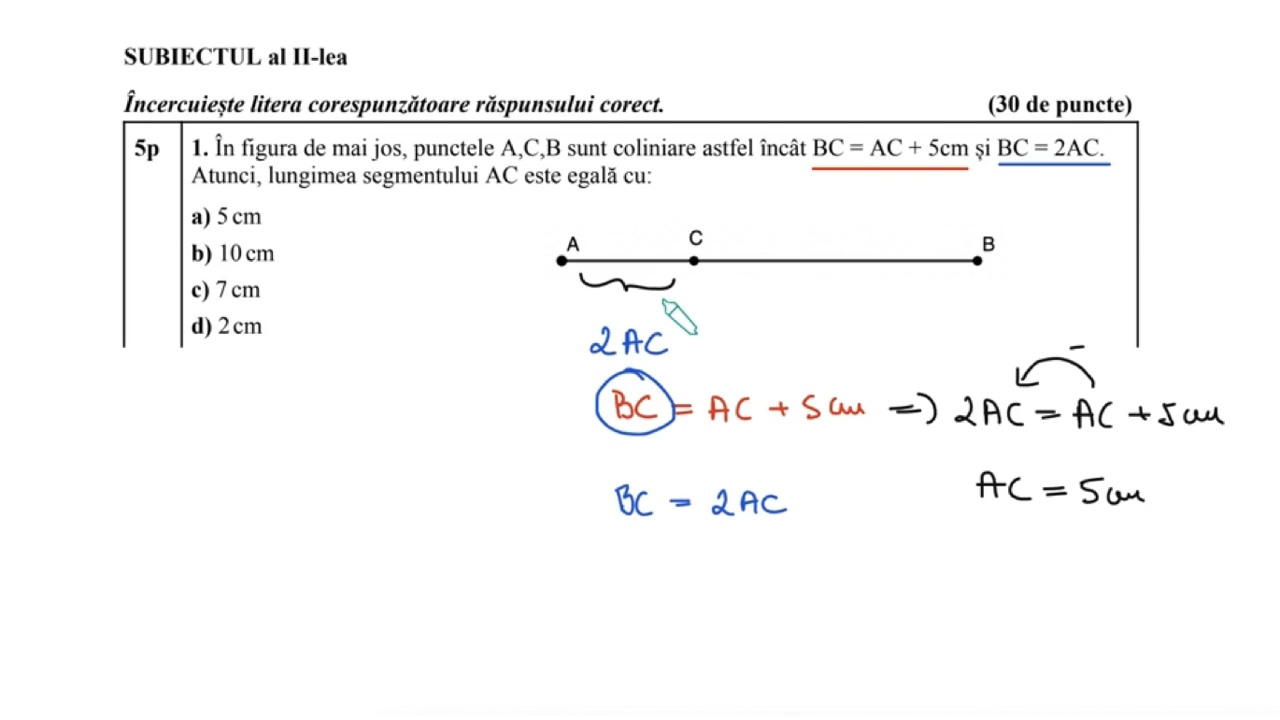 SUBIECTUL al II-lea
Încercuiește litera corespunzătoare răspunsului corect. (30 de puncte)
5p 1. În figura de mai jos, punctele A,C,B sunt coliniare astfel încât BC = AC + 5cm și BC = 2AC.
Atunci, lungimea segmentului AC este egală cu:
a) 5 cm
b) 10 cm
c) 7 cm
d) 2 cm
A C B
2AC
BC = AC + 5cm => 2AC = AC + 5cm
-
BC = 2AC
AC = 5cm